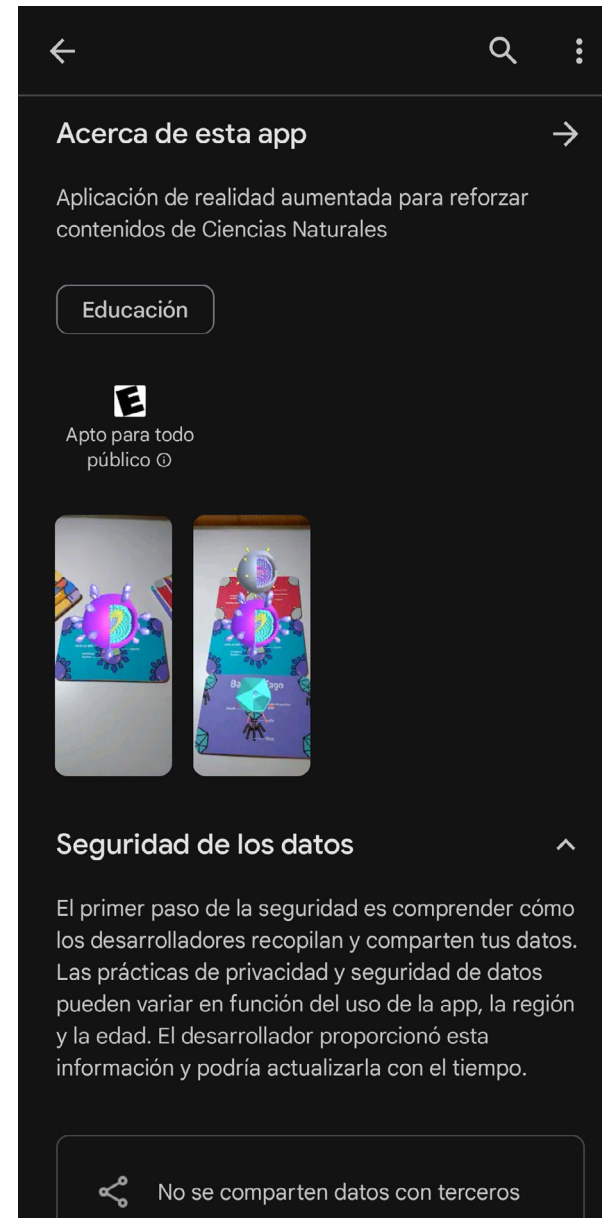 Acerca de esta app
Aplicación de realidad aumentada para reforzar
contenidos de Ciencias Naturales
Educación
E
Apto para todo
público
Seguridad de los datos
El primer paso de la seguridad es comprender cómo
los desarrolladores recopilan y comparten tus datos.
Las prácticas de privacidad y seguridad de datos
pueden variar en función del uso de la app, la región
y la edad. El desarrollador proporcionó esta
información y podría actualizarla con el tiempo.
No se comparten datos con terceros